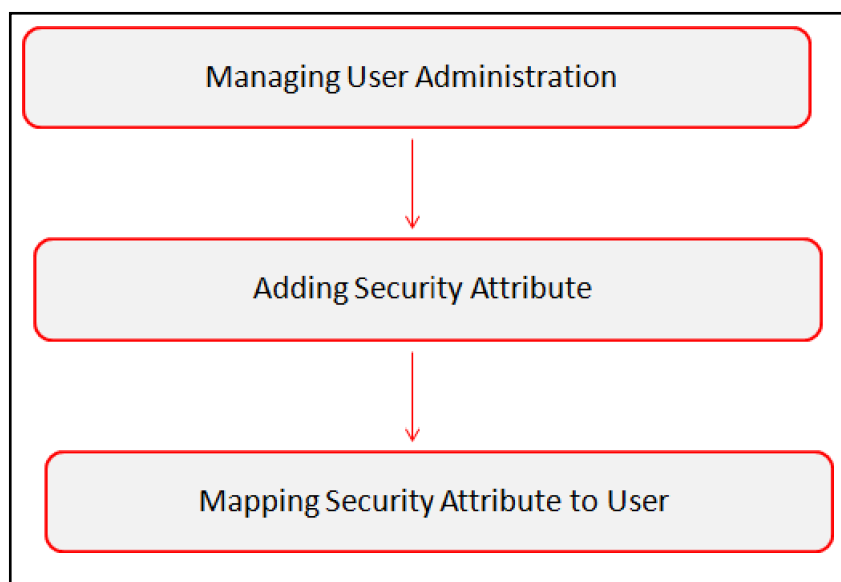 Managing User Administration
Adding Security Attribute
Mapping Security Attribute to User